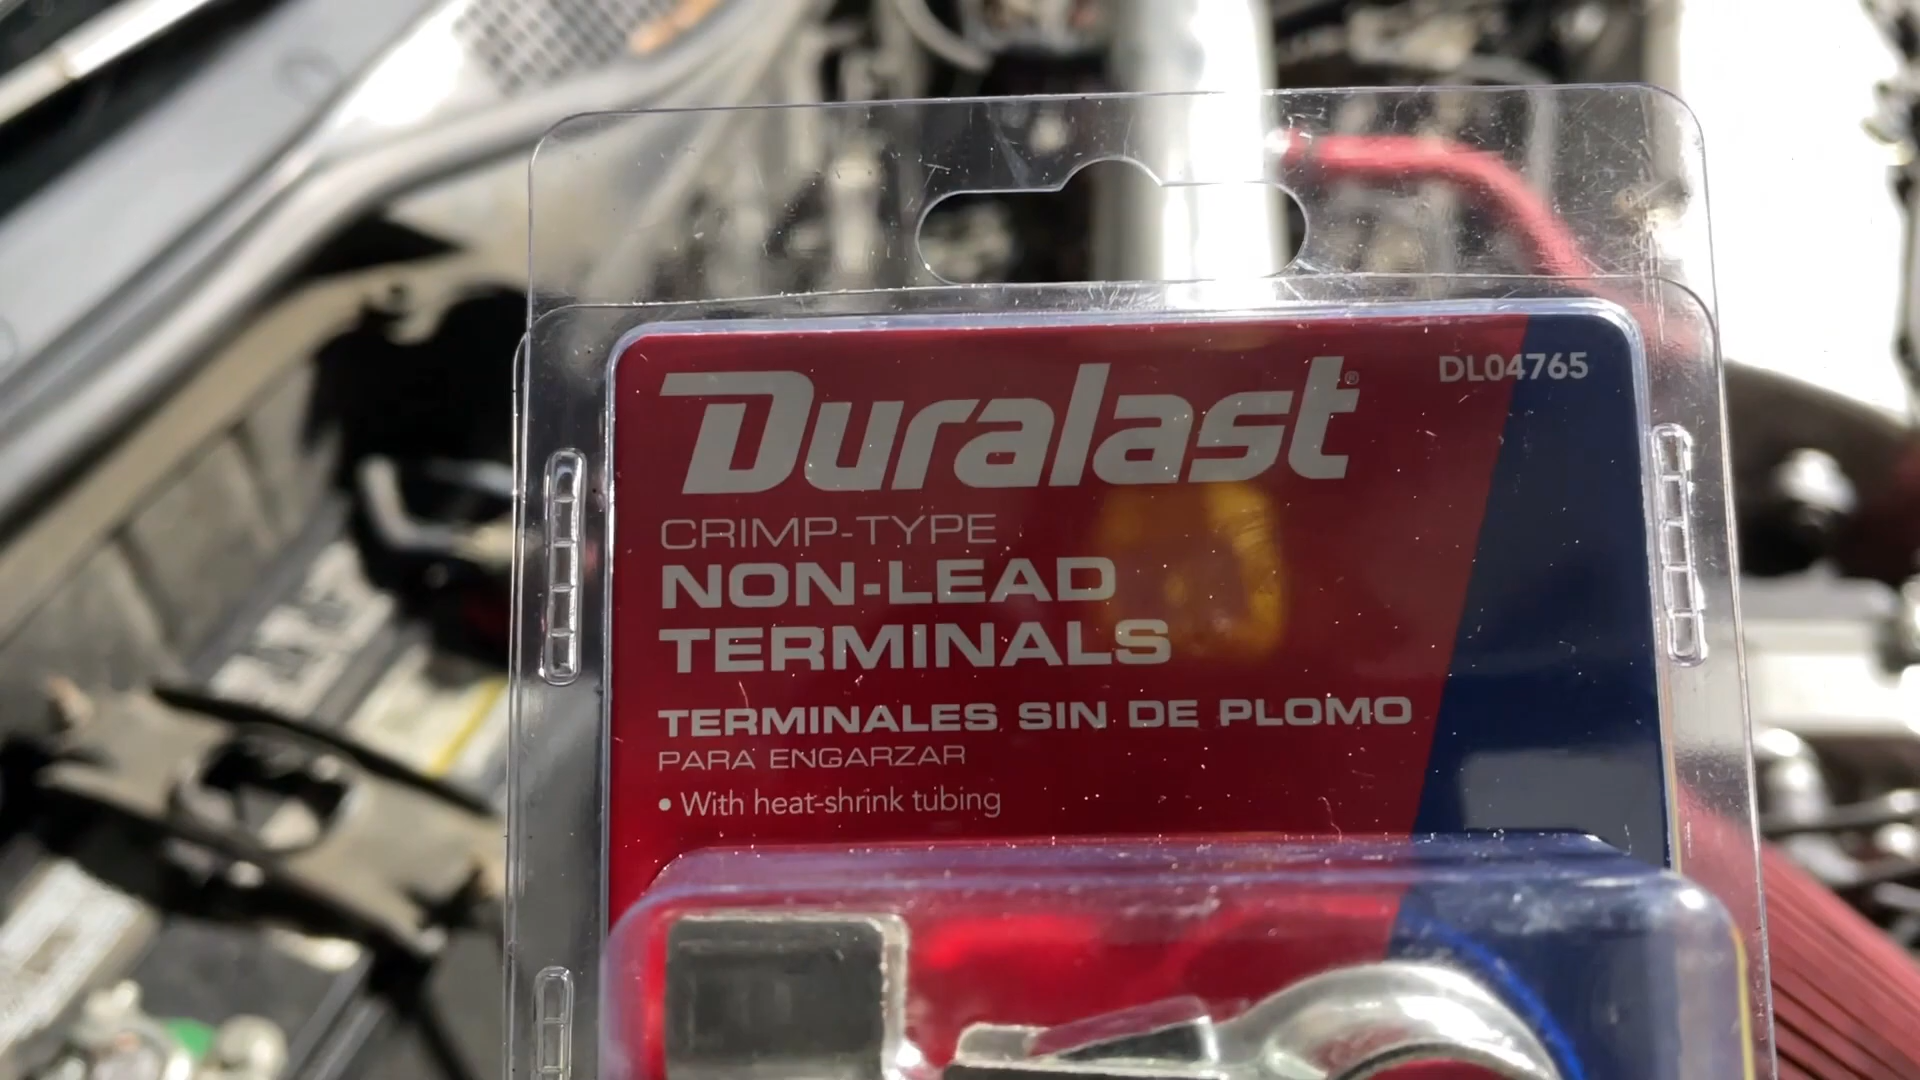 Duralast®
DL04765
CRIMP-TYPE
NON-LEAD
TERMINALS
TERMINALES SIN DE PLOMO
PARA ENGARZAR
• With heat-shrink tubing